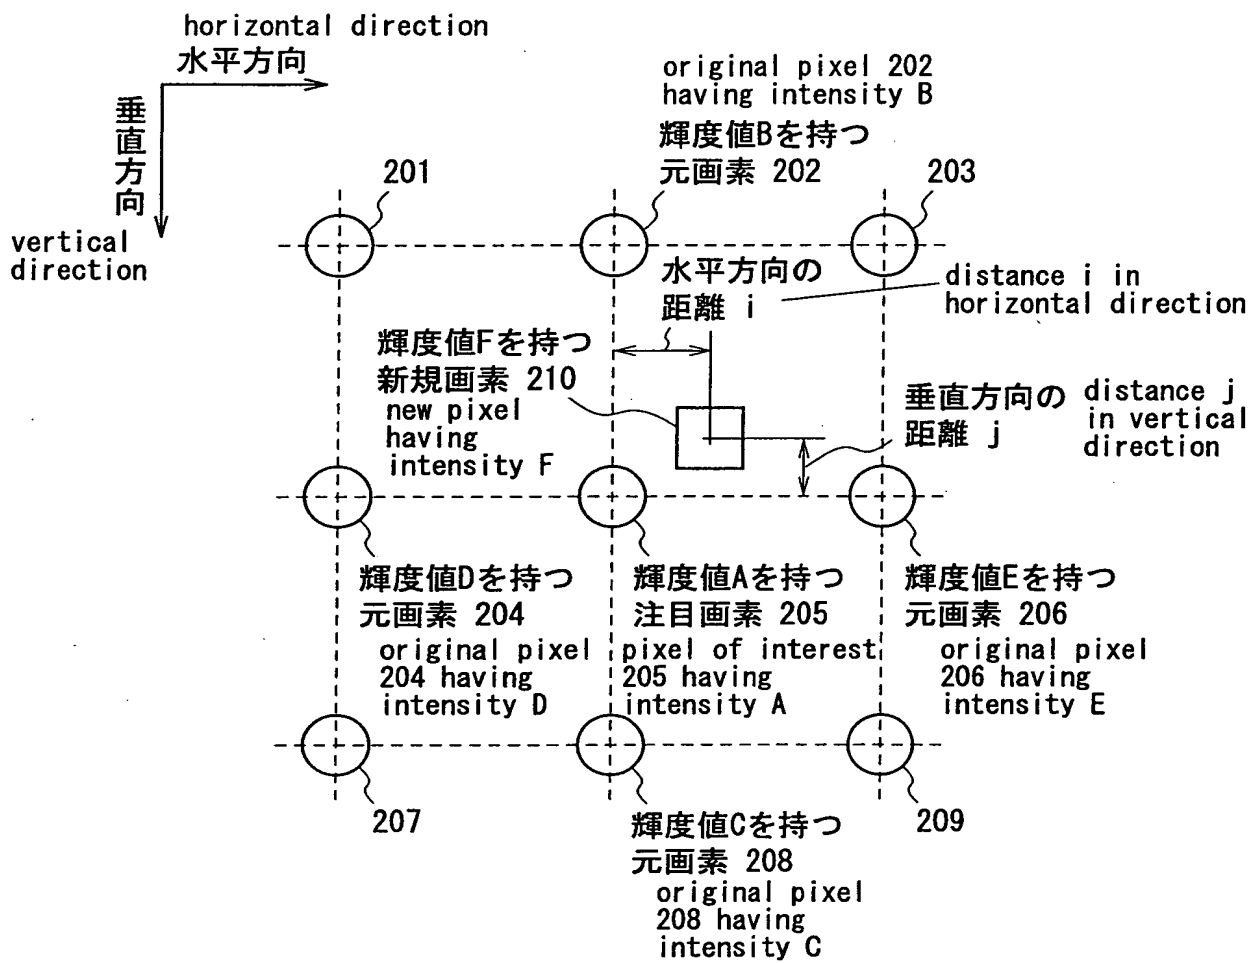 horizontal direction
水平方向
垂直方向
vertical
direction
original pixel 202
having intensity B
輝度値Bを持つ
元画素 202
201
203
水平方向の
距離 i
distance i in
horizontal direction
輝度値Fを持つ
新規画素 210
new pixel
having
intensity F
垂直方向の
距離 j
distance j
in vertical
direction
輝度値Dを持つ
元画素 204
original pixel
204 having
intensity D
輝度値Aを持つ
注目画素 205
pixel of interest
205 having
intensity A
輝度値Eを持つ
元画素 206
original pixel
206 having
intensity E
207
輝度値Cを持つ
元画素 208
original pixel
208 having
intensity C
209